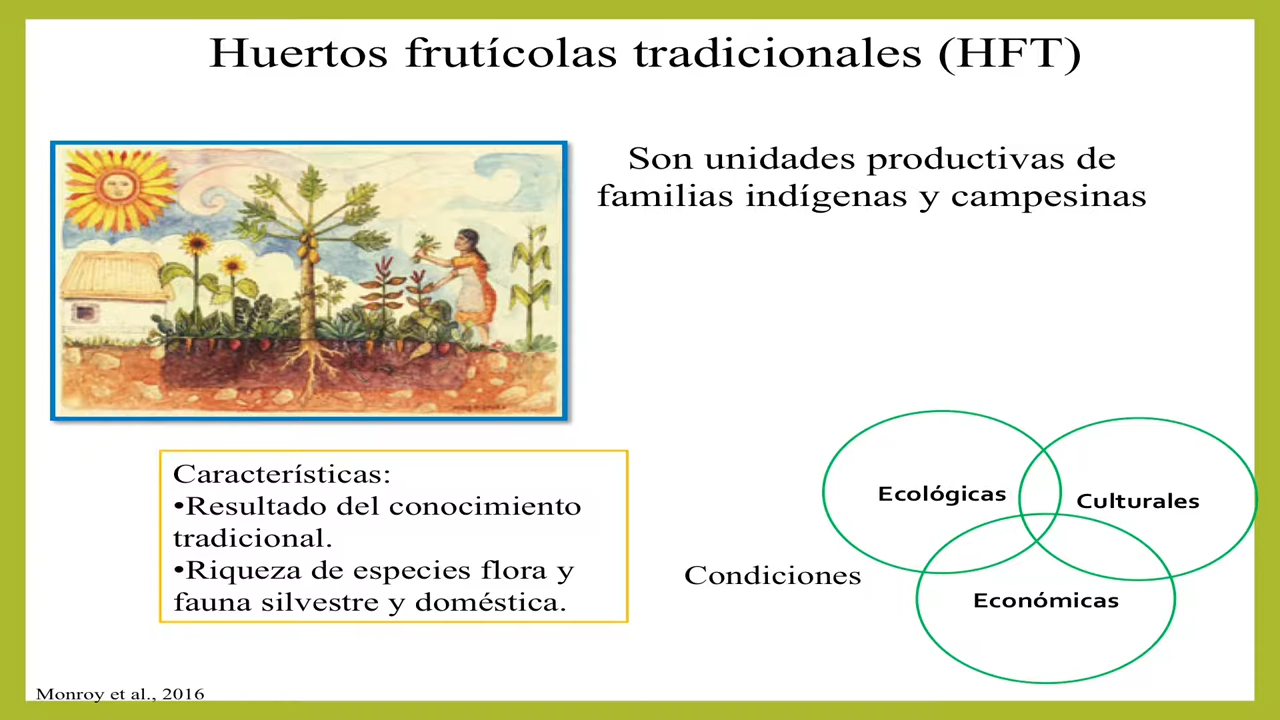 Huertos frutícolas tradicionales (HFT)
Son unidades productivas de
familias indígenas y campesinas
Características:
•Resultado del conocimiento
tradicional.
•Riqueza de especies flora y
fauna silvestre y doméstica.
Condiciones
Ecológicas
Culturales
Económicas
Monroy et al., 2016